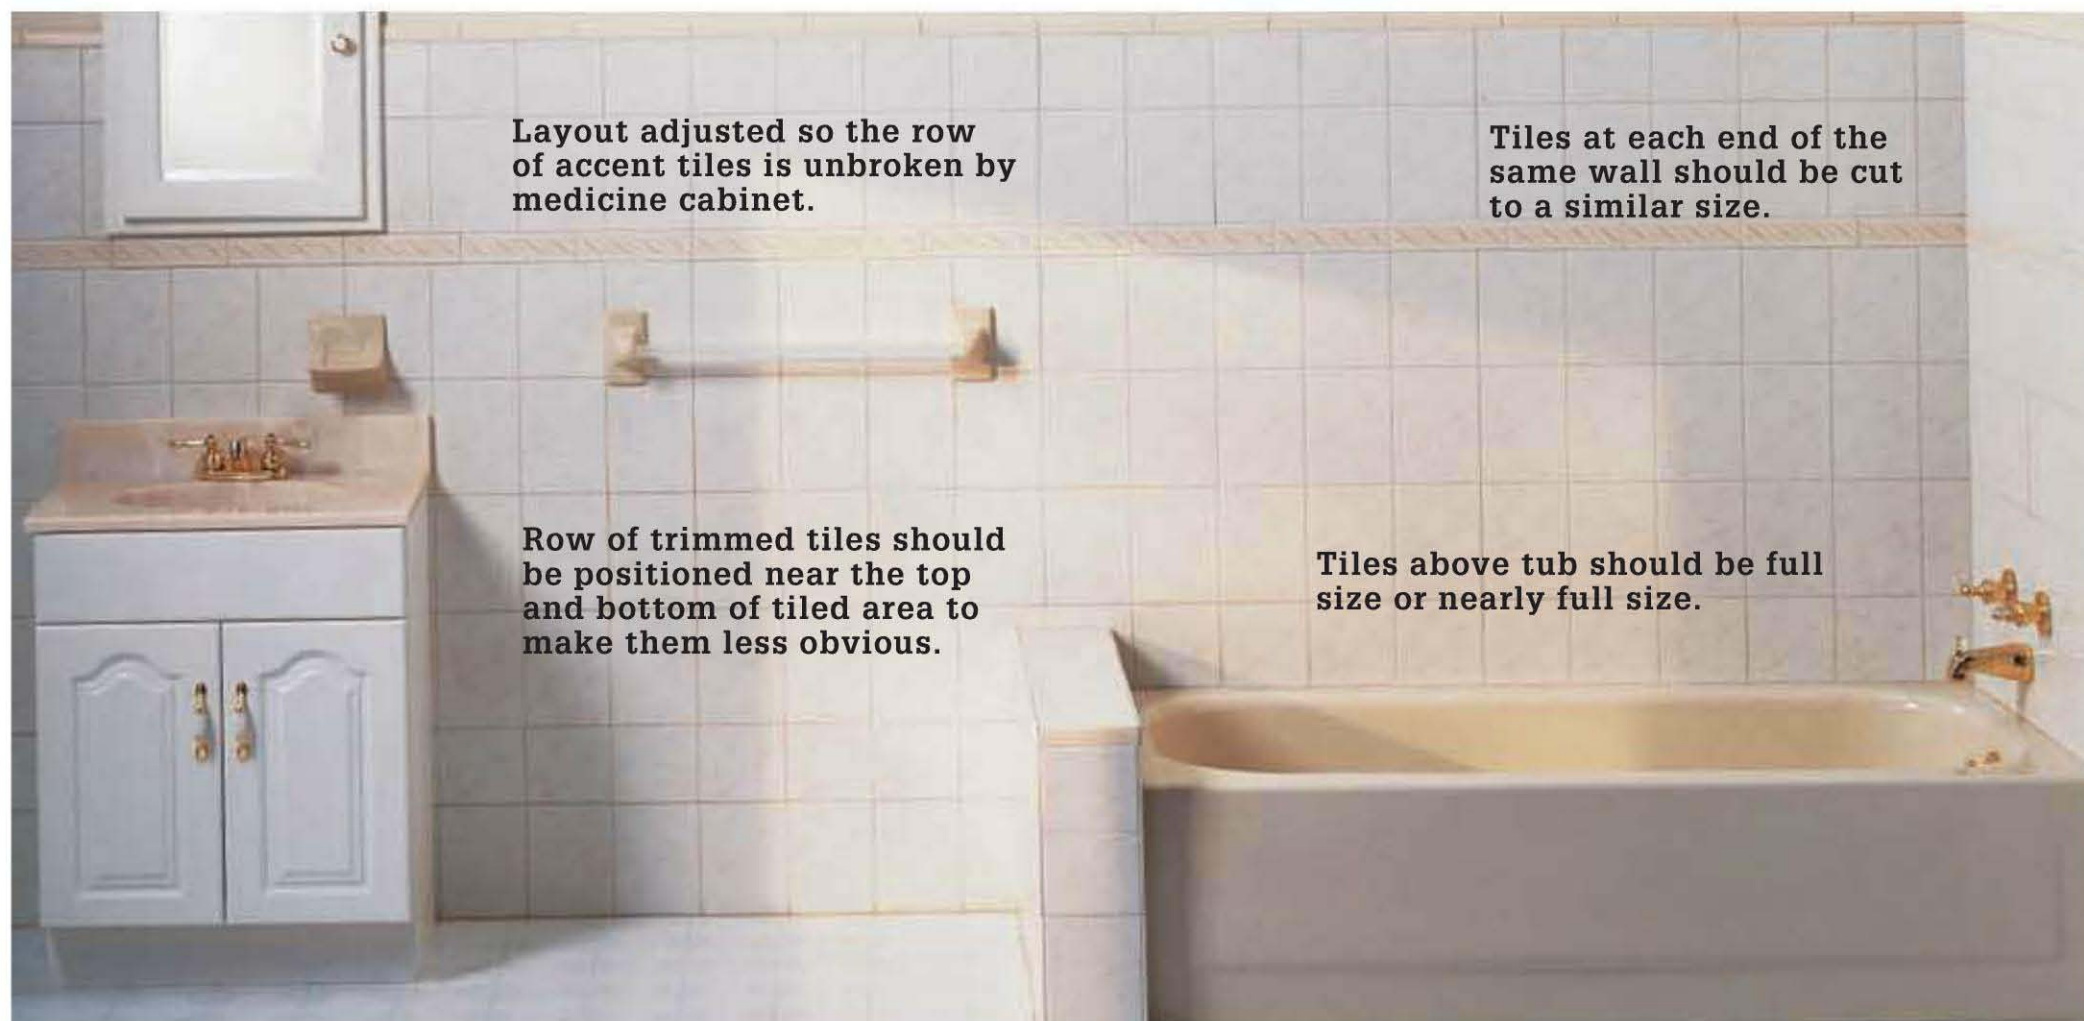 Layout adjusted so the row
of accent tiles is unbroken by
medicine cabinet.
Tiles at each end of the
same wall should be cut
to a similar size.
Row of trimmed tiles should
be positioned near the top
and bottom of tiled area to
make them less obvious.
Tiles above tub should be full
size or nearly full size.